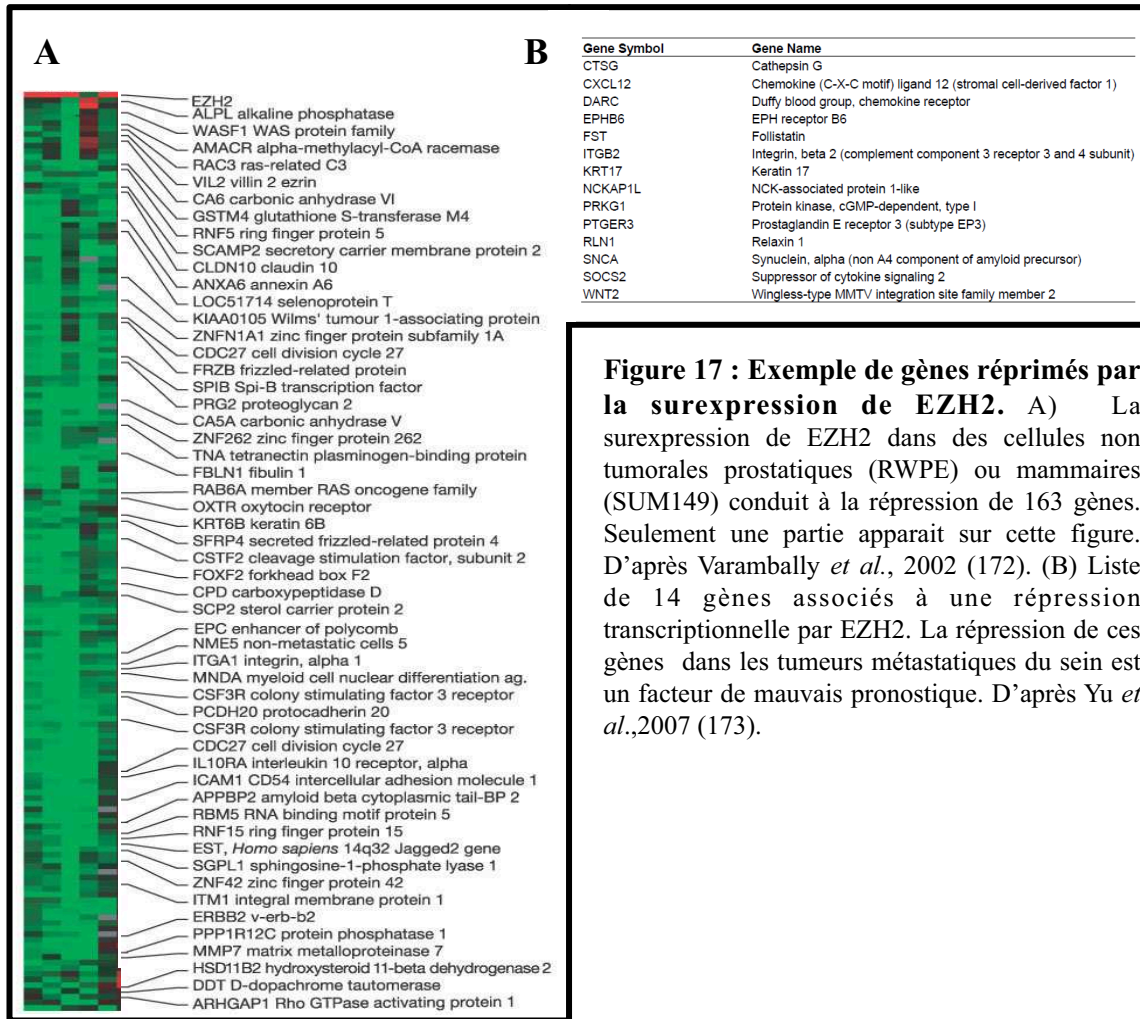 A
EZH2
ALPL alkaline phosphatase
WASF1 WAS protein family
AMACR alpha-methylacyl-CoA racemase
RAC3 ras-related C3
VIL2 villin 2 ezrin
CA6 carbonic anhydrase VI
GSTM4 glutathione S-transferase M4
RNF5 ring finger protein 5
SCAMP2 secretory carrier membrane protein 2
CLDN10 claudin 10
ANXA6 annexin A6
LOC51714 selenoprotein T
KIAA0105 Wilms' tumour 1-associating protein
ZNFN1A1 zinc finger protein subfamily 1A
CDC27 cell division cycle 27
FRZB frizzled-related protein
SPIB Spi-B transcription factor
PRG2 proteoglycan 2
CA5A carbonic anhydrase V
ZNF262 zinc finger protein 262
TNA tetranectin plasminogen-binding protein
FBLN1 fibulin 1
RAB6A member RAS oncogene family
OXTR oxytocin receptor
KRT6B keratin 6B
SFRP4 secreted frizzled-related protein 4
CSTF2 cleavage stimulation factor, subunit 2
FOXF2 forkhead box F2
CPD carboxypeptidase D
SCP2 sterol carrier protein 2
EPC enhancer of polycomb
NME5 non-metastatic cells 5
ITGA1 integrin, alpha 1
MNDA myeloid cell nuclear differentiation ag.
CSF3R colony stimulating factor 3 receptor
PCDH20 protocadherin 20
CSF3R colony stimulating factor 3 receptor
CDC27 cell division cycle 27
IL10RA interleukin 10 receptor, alpha
ICAM1 CD54 intercellular adhesion molecule 1
APPBP2 amyloid beta cytoplasmic tail-BP 2
RBM5 RNA binding motif protein 5
RNF15 ring finger protein 15
EST, Homo sapiens 14q32 Jagged2 gene
SGPL1 sphingosine-1-phosphate lyase 1
ZNF42 zinc finger protein 42
ITM1 integral membrane protein 1
ERBB2 v-erb-b2
PPP1R12C protein phosphatase 1
MMP7 matrix metalloproteinase 7
HSD11B2 hydroxysteroid 11-beta dehydrogenase 2
DDT D-dopachrome tautomerase
ARHGAP1 Rho GTPase activating protein 1
B
Gene Symbol Gene Name
CTSG Cathepsin G
CXCL12 Chemokine (C-X-C motif) ligand 12 (stromal cell-derived factor 1)
DARC Duffy blood group, chemokine receptor
EPHB6 EPH receptor B6
FST Follistatin
ITGB2 Integrin, beta 2 (complement component 3 receptor 3 and 4 subunit)
KRT17 Keratin 17
NCKAP1L NCK-associated protein 1-like
PRKG1 Protein kinase, cGMP-dependent, type I
PTGER3 Prostaglandin E receptor 3 (subtype EP3)
RLN1 Relaxin 1
SNCA Synuclein, alpha (non A4 component of amyloid precursor)
SOCS2 Suppressor of cytokine signaling 2
WNT2 Wingless-type MMTV integration site family member 2
Figure 17 : Exemple de gènes réprimés par
la surexpression de EZH2. A) La
surexpression de EZH2 dans des cellules non
tumorales prostatiques (RWPE) ou mammaires
(SUM149) conduit à la répression de 163 gènes.
Seulement une partie apparait sur cette figure.
D'après Varambally et al., 2002 (172). (B) Liste
de 14 gènes associés à une répression
transcriptionnelle par EZH2. La répression de ces
gènes dans les tumeurs métastatiques du sein est
un facteur de mauvais pronostique. D'après Yu et
al.,2007 (173).